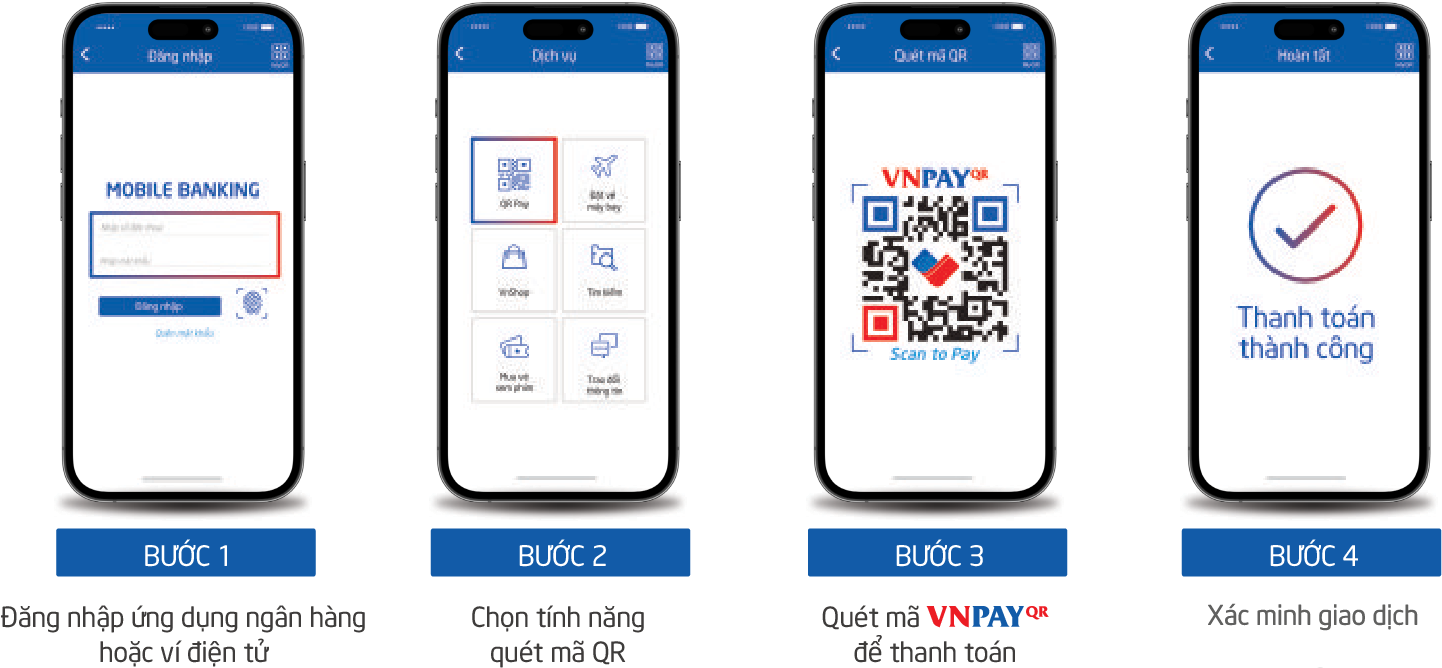 Đăng nhập
MOBILE BANKING
Nhập số điện thoại
Nhập mật khẩu
Đăng nhập
Quên mật khẩu
BƯỚC 1
Đăng nhập ứng dụng ngân hàng
hoặc ví điện tử
Dịch vụ
QR Pay
Đặt vé
máy bay
VnShop
Tìm kiếm
Mua vé
xem phim
Trao đổi
thông tin
BƯỚC 2
Chọn tính năng
quét mã QR
Quét mã QR
VNPAYQR
Scan to Pay
BƯỚC 3
Quét mã VNPAYQR
để thanh toán
Hoàn tất
Thanh toán
thành công
BƯỚC 4
Xác minh giao dịch